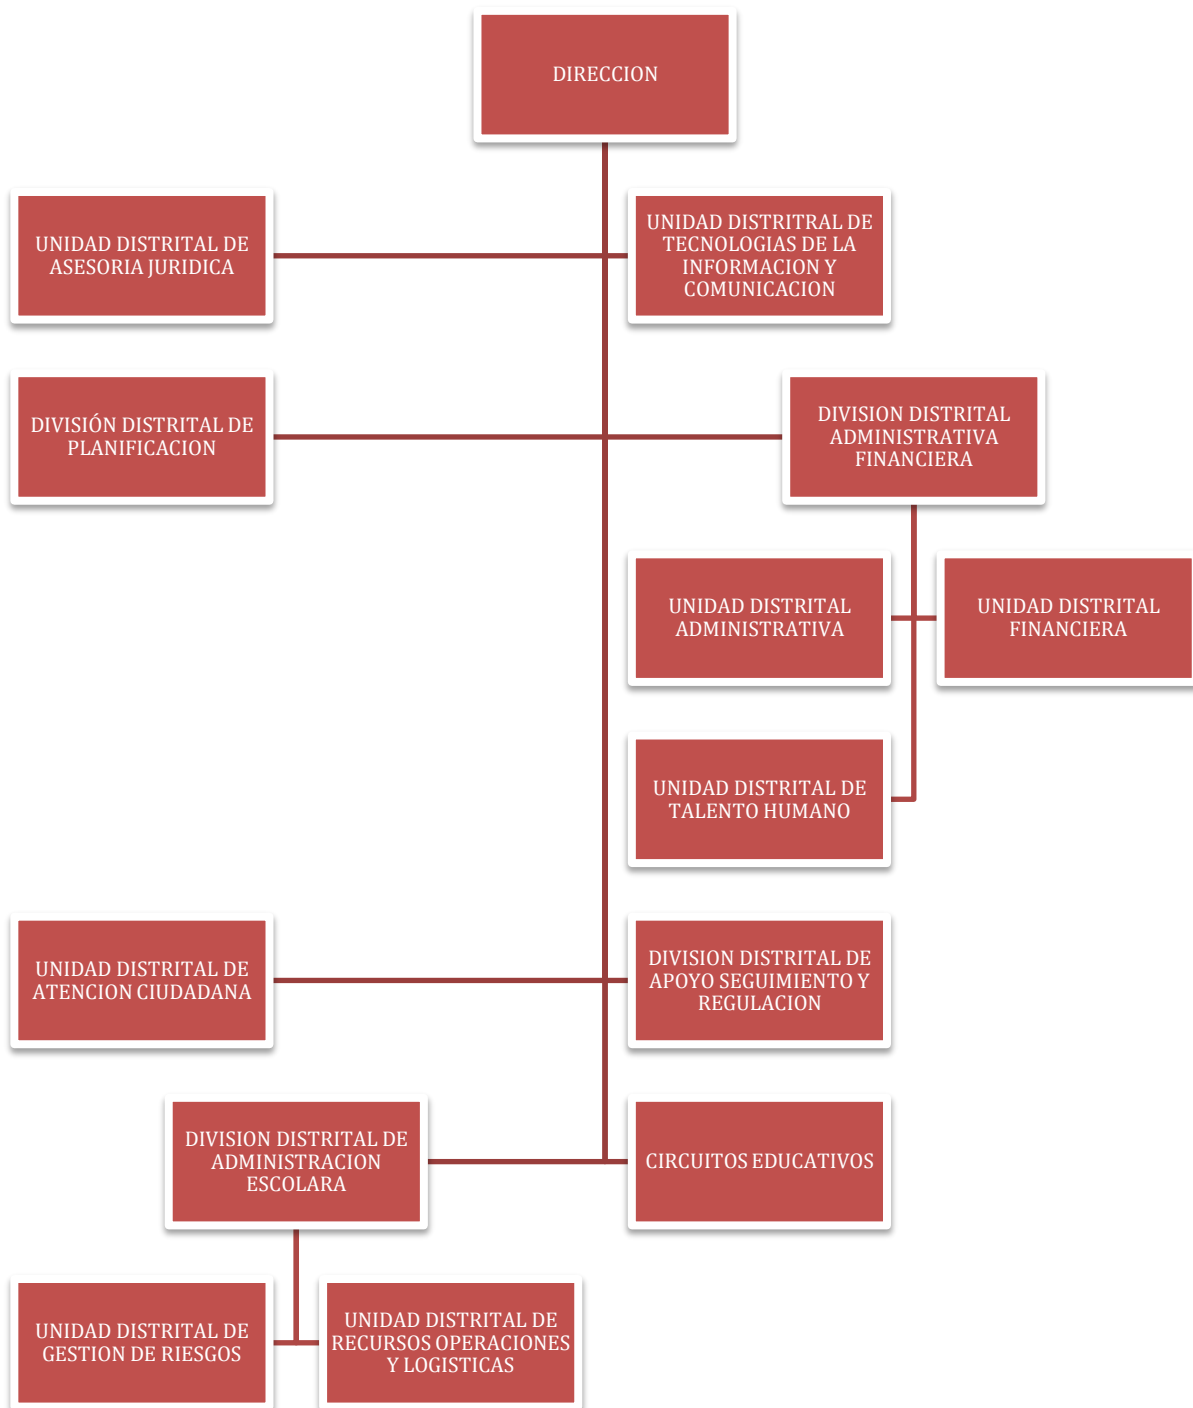 DIRECCION
UNIDAD DISTRITAL DE
ASESORIA JURIDICA
UNIDAD DISTRITRAL DE
TECNOLOGIAS DE LA
INFORMACION Y
COMUNICACION
DIVISIÓN DISTRITAL DE
PLANIFICACION
DIVISION DISTRITAL
ADMINISTRATIVA
FINANCIERA
UNIDAD DISTRITAL
ADMINISTRATIVA
UNIDAD DISTRITAL
FINANCIERA
UNIDAD DISTRITAL DE
TALENTO HUMANO
UNIDAD DISTRITAL DE
ATENCION CIUDADANA
DIVISION DISTRITAL DE
APOYO SEGUIMIENTO Y
REGULACION
DIVISION DISTRITAL DE
ADMINISTRACION
ESCOLARA
CIRCUITOS EDUCATIVOS
UNIDAD DISTRITAL DE
GESTION DE RIESGOS
UNIDAD DISTRITAL DE
RECURSOS OPERACIONES
Y LOGISTICAS